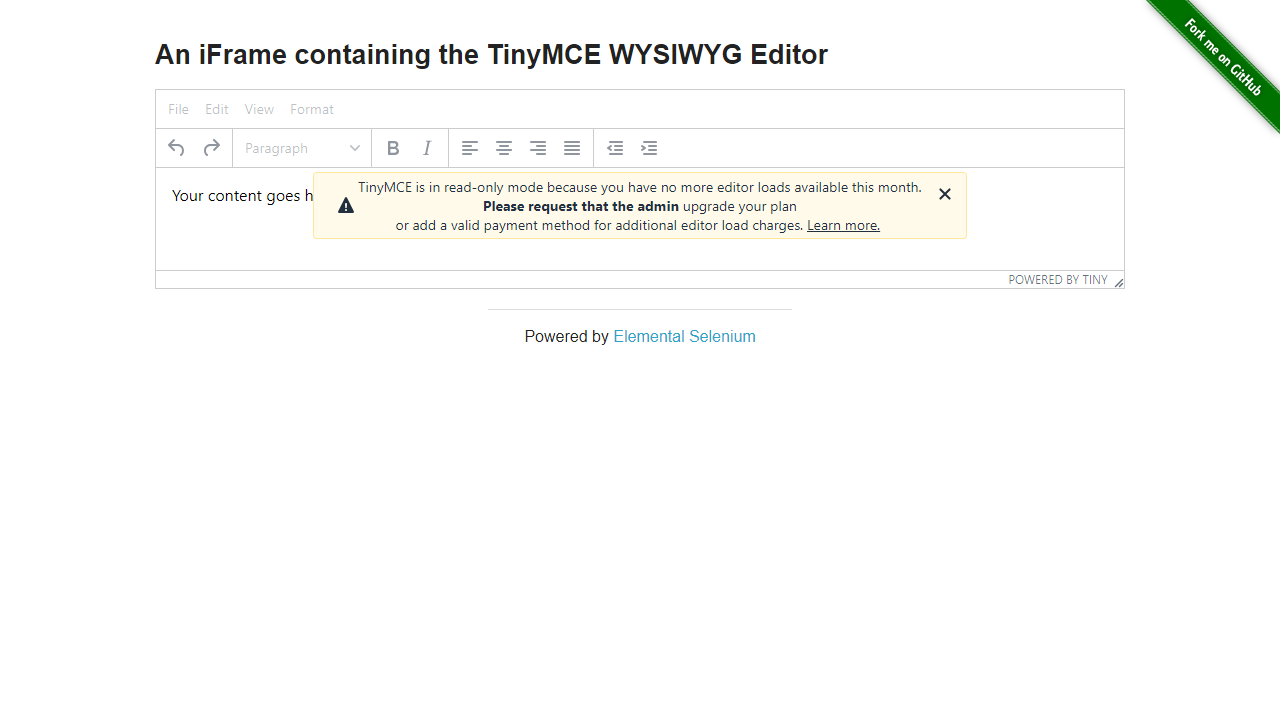 Fork me on GitHub
An iFrame containing the TinyMCE WYSIWYG Editor
File Edit View Format
Paragraph B I
Your content goes h
TinyMCE is in read-only mode because you have no more editor loads available this month.
Please request that the admin upgrade your plan
or add a valid payment method for additional editor load charges. Learn more.
POWERED BY TINY
Powered by Elemental Selenium